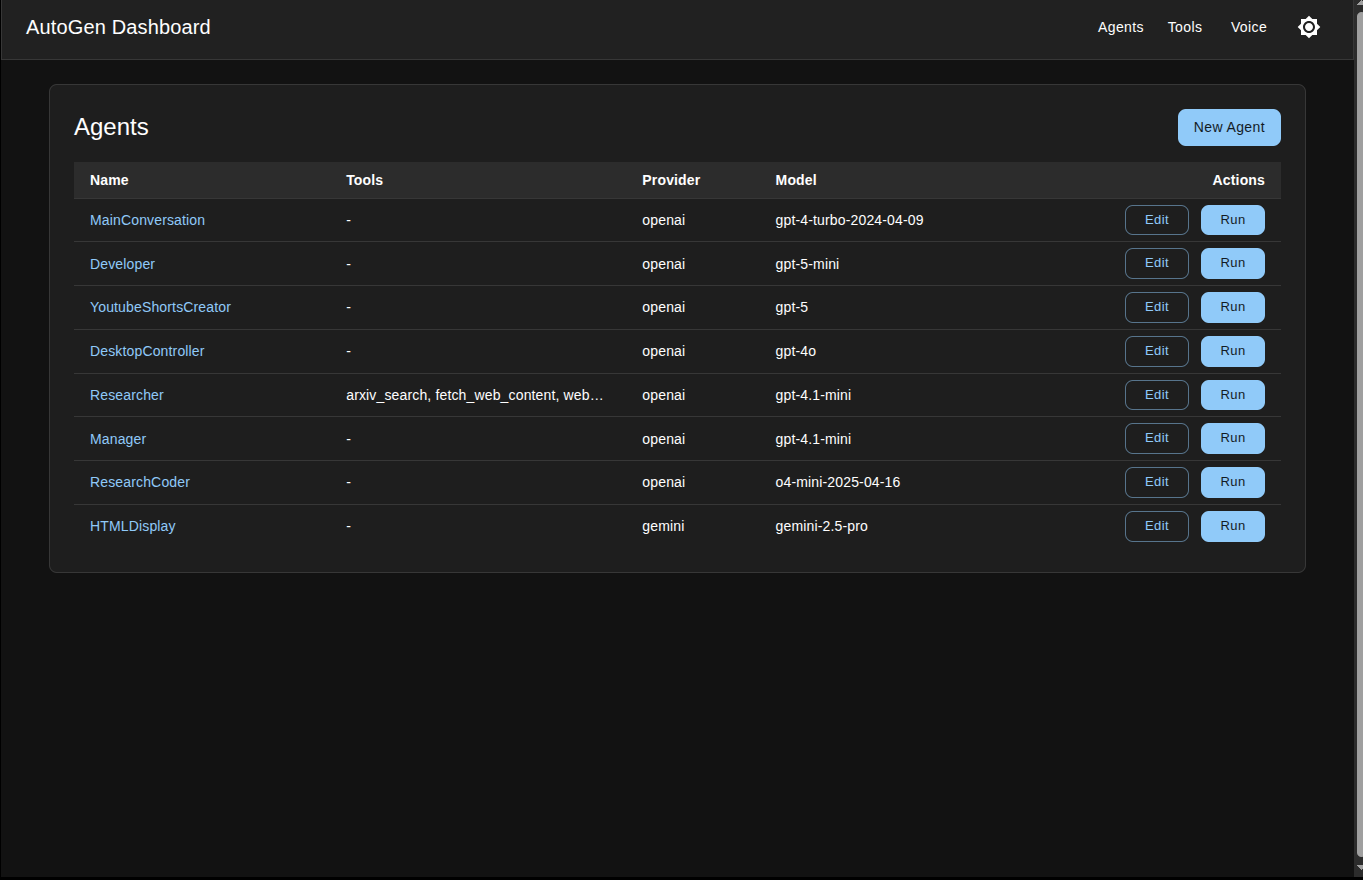 AutoGen Dashboard Agents Tools Voice
Agents New Agent
Name Tools Provider Model Actions
MainConversation - openai gpt-4-turbo-2024-04-09 Edit Run
Developer - openai gpt-5-mini Edit Run
YoutubeShortsCreator - openai gpt-5 Edit Run
DesktopController - openai gpt-4o Edit Run
Researcher arxiv_search, fetch_web_content, web… openai gpt-4.1-mini Edit Run
Manager - openai gpt-4.1-mini Edit Run
ResearchCoder - openai o4-mini-2025-04-16 Edit Run
HTMLDisplay - gemini gemini-2.5-pro Edit Run